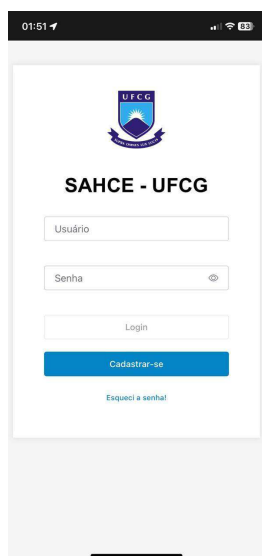 01:51
83
UFCG
SAHCE - UFCG
Usuário
Senha
Login
Cadastrar-se
Esqueci a senha!